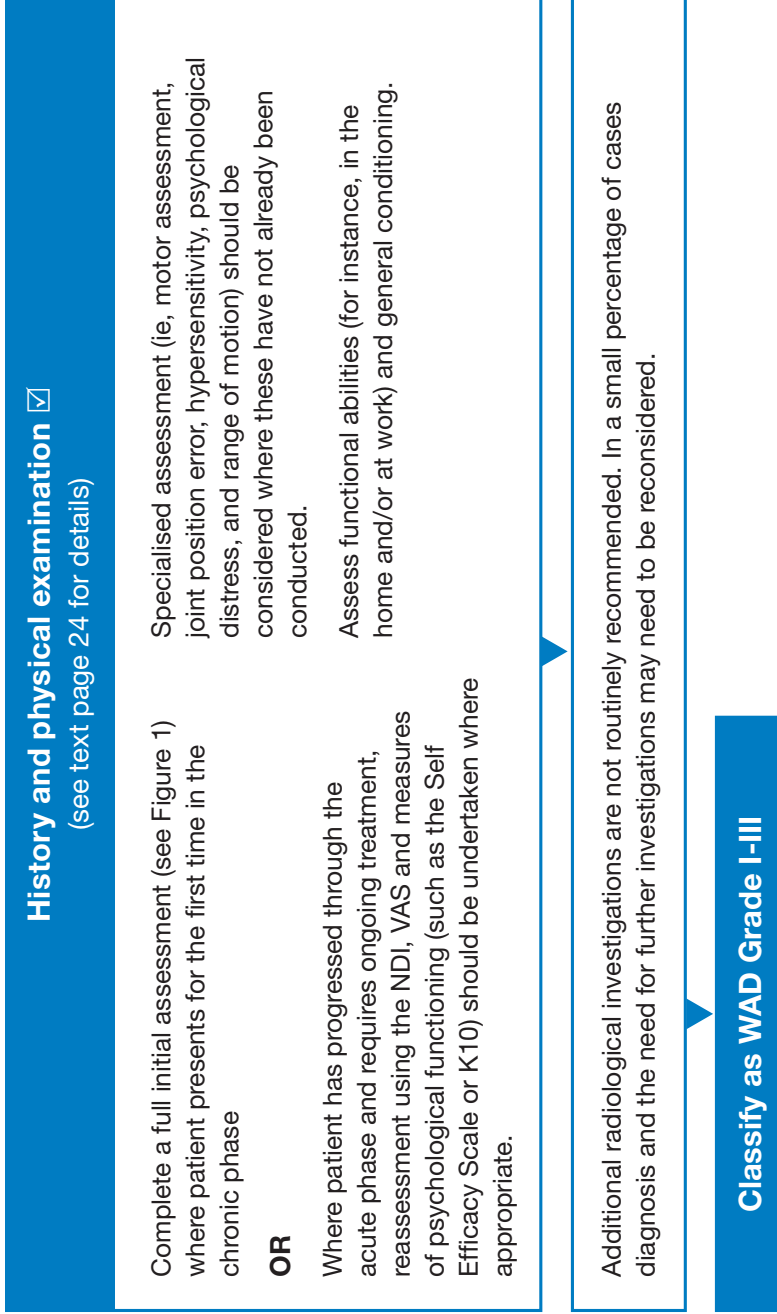 History and physical examination ☑
(see text page 24 for details)
Complete a full initial assessment (see Figure 1)
where patient presents for the first time in the
chronic phase
OR
Where patient has progressed through the
acute phase and requires ongoing treatment,
reassessment using the NDI, VAS and measures
of psychological functioning (such as the Self
Efficacy Scale or K10) should be undertaken where
appropriate.
Specialised assessment (ie, motor assessment,
joint position error, hypersensitivity, psychological
distress, and range of motion) should be
considered where these have not already been
conducted.
Assess functional abilities (for instance, in the
home and/or at work) and general conditioning.
Additional radiological investigations are not routinely recommended. In a small percentage of cases
diagnosis and the need for further investigations may need to be reconsidered.
Classify as WAD Grade I-III